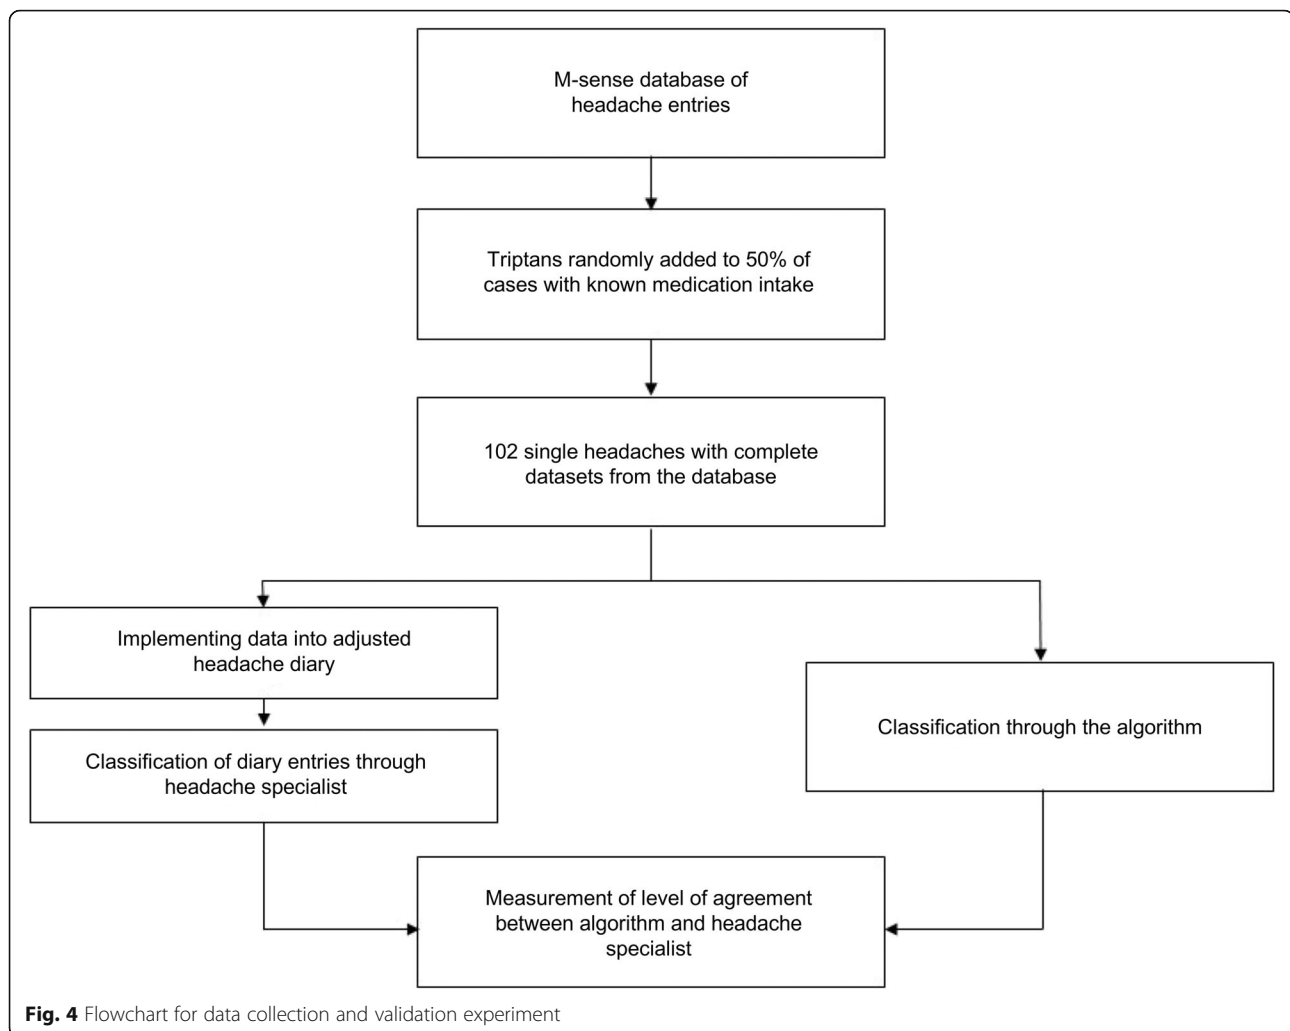 M-sense database of
headache entries
Triptans randomly added to 50% of
cases with known medication intake
102 single headaches with complete
datasets from the database
Implementing data into adjusted
headache diary
Classification of diary entries through
headache specialist
Classification through the algorithm
Measurement of level of agreement
between algorithm and headache
specialist
Fig. 4 Flowchart for data collection and validation experiment